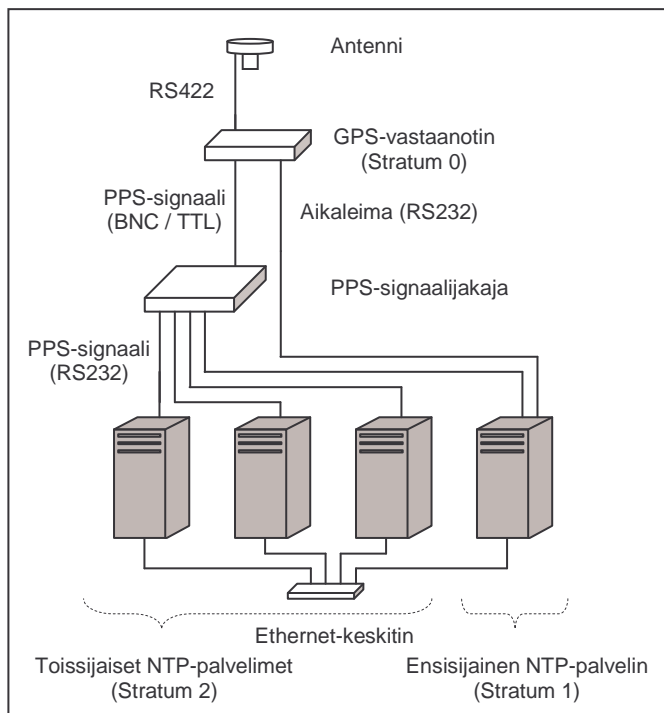 Antenni
RS422
GPS-vastaanotin
(Stratum 0)
PPS-signaali
(BNC / TTL)
Aikaleima (RS232)
PPS-signaalijakaja
PPS-signaali
(RS232)
Ethernet-keskitin
Toissijaiset NTP-palvelimet
(Stratum 2)
Ensisijainen NTP-palvelin
(Stratum 1)